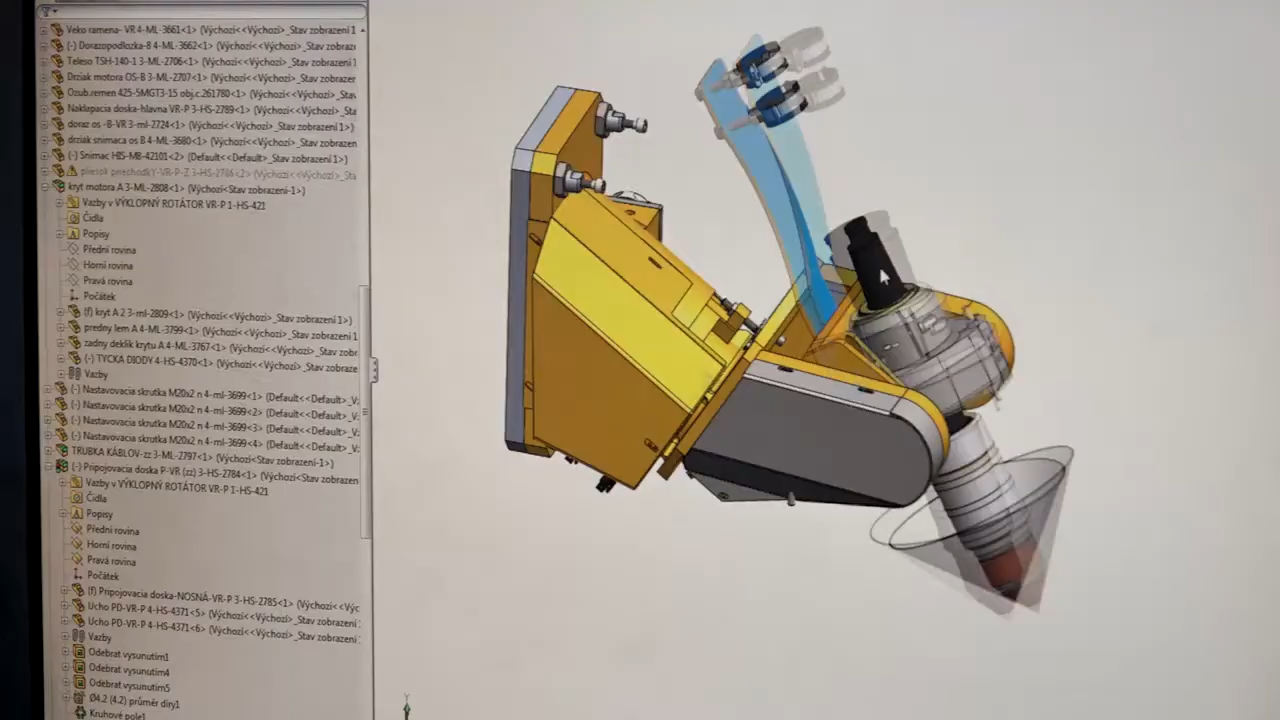 Veko ramena- VR 4-ML-3661<1> (Výchozí<<Výchozí>_Stav zobrazení 1
(-) Dorazopodlozka-B 4-ML-3662<1> (Výchozí<<Výchozí>_Stav zobraz
Teleso TSH-140-1 3-ML-2706<1> (Výchozí<<Výchozí>_Stav zobrazení 1
Drziak motora OS-B 3-ML-2707<1> (Výchozí<<Výchozí>_Stav zobrazer
Ozub.remen 425-5MGT3-15 obj.c.261780<1> (Výchozí<<Výchozí>_Sta
Naklapacia doska-hlavna VR-P 3-HS-2789<1> (Výchozí<<Výchozí>_Sta
doraz os -B-VR 3-ml-2724<1> (Výchozí<<Výchozí>_Stav zobrazení 1>)
drziak snimaca os B 4-ML-3680<1> (Výchozí<<Výchozí>_Stav zobrazení
(-) Snimac HIS-M8-42101<2> (Default<<Default>_Stav zobrazení 1>)
3-HS-2786<2> (Výchozí<<Výchozí>_Sta
kryt motora A 3-ML-2808<1> (Výchozí<Stav zobrazení-1>)
Vazby v VÝKLOPNÝ ROTÁTOR VR-P 1-HS-421
Čidla
Popisy
Přední rovina
Horní rovina
Pravá rovina
Počátek
(f) kryt A 2 3-ml-2809<1> (Výchozí<<Výchozí>_Stav zobrazení 1>)
predny lem A 4-ML-3799<1> (Výchozí<<Výchozí>_Stav zobrazení 1
zadny deklik krytu A 4-ML-3767<1> (Výchozí<<Výchozí>_Stav zobr
(-) TYCKA DIODY 4-HS-4370<1> (Výchozí<<Výchozí>_Stav zobrazen
Vazby
(-) Nastavovacia skrutka M20x2 n 4-ml-3699<1> (Default<<Default>_V
(-) Nastavovacia skrutka M20x2 n 4-ml-3699<2> (Default<<Default>_V
(-) Nastavovacia skrutka M20x2 n 4-ml-3699<3> (Default<<Default>_V
(-) Nastavovacia skrutka M20x2 n 4-ml-3699<4> (Default<<Default>_V
TRUBKA KÁBLOV-zz 3-ML-2797<1> (Výchozí<Stav zobrazení-1>)
(-) Pripojovacia doska P-VR (zz) 3-HS-2784<1> (Výchozí<Stav zobrazen
Vazby v VÝKLOPNÝ ROTÁTOR VR-P 1-HS-421
Čidla
Popisy
Přední rovina
Horní rovina
Pravá rovina
Počátek
(f) Pripojovacia doska-NOSNÁ-VR-P 3-HS-2785<1> (Výchozí<<Výc
Ucho PD-VR-P 4-HS-4371<5> (Výchozí<<Výchozí>_Stav zobrazení
Ucho PD-VR-P 4-HS-4371<6> (Výchozí<<Výchozí>_Stav zobrazení
Vazby
Odebrat vysunutím1
Odebrat vysunutím4
Odebrat vysunutím5
Ø4.2 (4.2) průměr díry1
Kruhové pole1